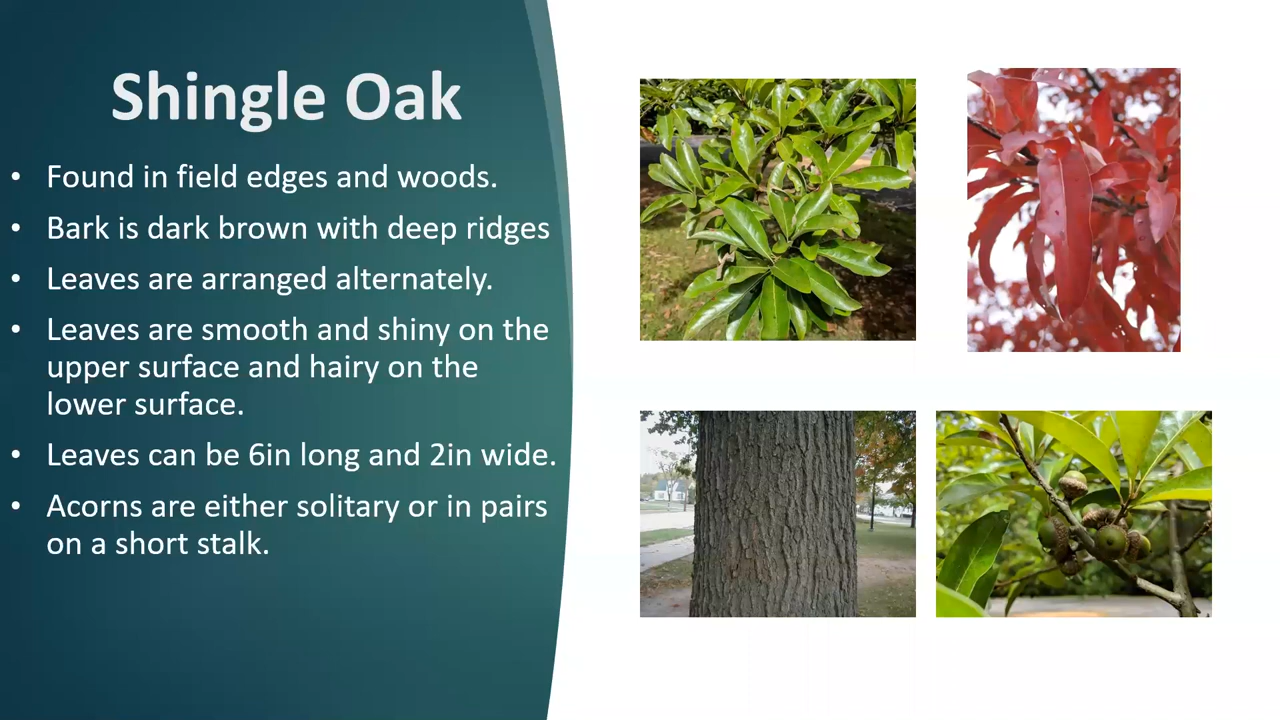 Shingle Oak
• Found in field edges and woods.
• Bark is dark brown with deep ridges
• Leaves are arranged alternately.
• Leaves are smooth and shiny on the
upper surface and hairy on the
lower surface.
• Leaves can be 6in long and 2in wide.
• Acorns are either solitary or in pairs
on a short stalk.